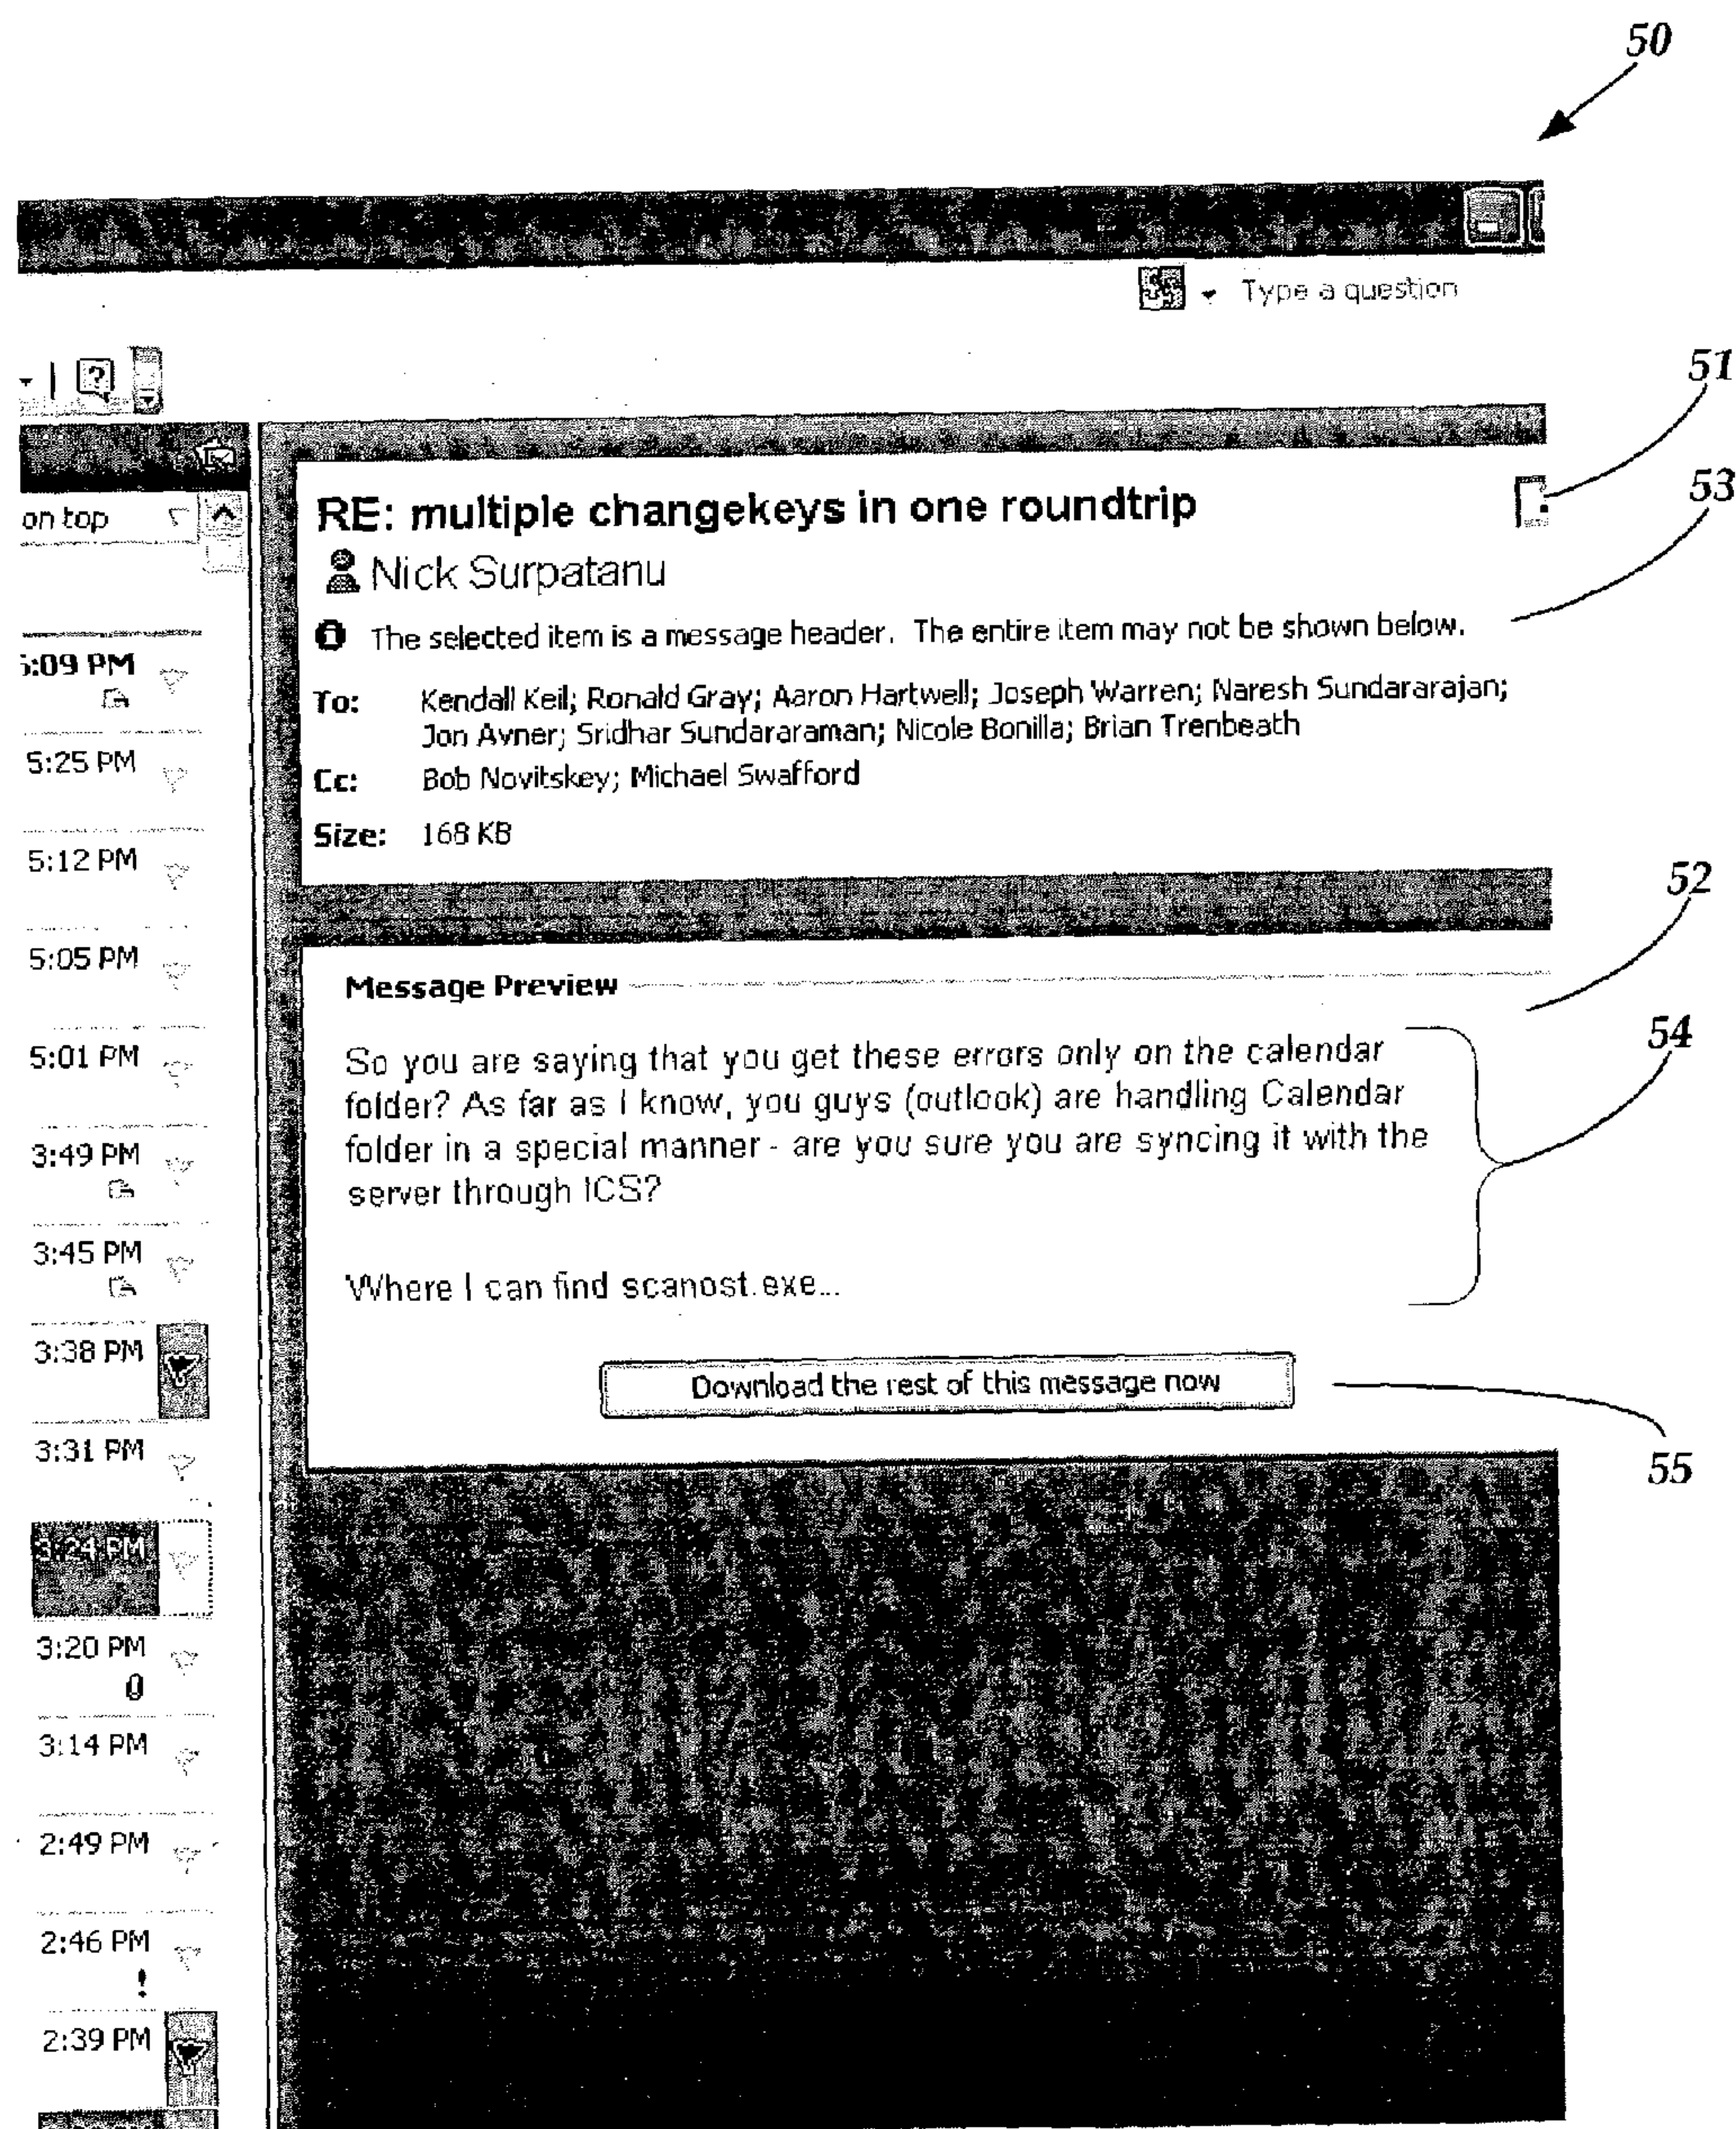 50
Type a question
51
on top
RE: multiple changekeys in one roundtrip
53
Nick Surpatanu
The selected item is a message header. The entire item may not be shown below.
To: Kendall Keil; Ronald Gray; Aaron Hartwell; Joseph Warren; Naresh Sundararajan;
Jon Avner; Sridhar Sundararaman; Nicole Bonilla; Brian Trenbeath
Cc: Bob Novitskey; Michael Swafford
Size: 168 KB
:09 PM
5:25 PM
5:12 PM
5:05 PM
5:01 PM
3:49 PM
3:45 PM
3:38 PM
3:31 PM
3:24 PM
3:20 PM
3:14 PM
2:49 PM
2:46 PM
!
2:39 PM
52
Message Preview
54
So you are saying that you get these errors only on the calendar
folder? As far as I know, you guys (outlook) are handling Calendar
folder in a special manner - are you sure you are syncing it with the
server through ICS?
Where I can find scanost.exe...
Download the rest of this message now
55